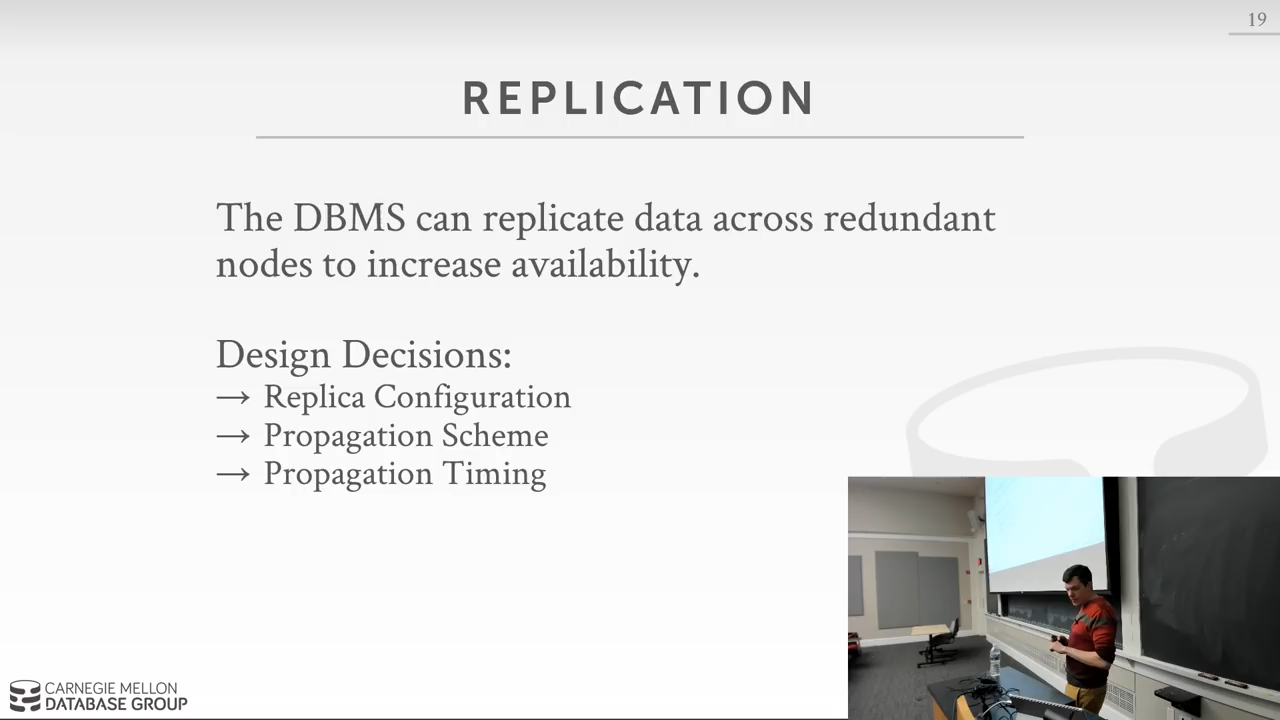 19
REPLICATION
The DBMS can replicate data across redundant
nodes to increase availability.
Design Decisions:
→ Replica Configuration
→ Propagation Scheme
→ Propagation Timing
CARNEGIE MELLON
DATABASE GROUP